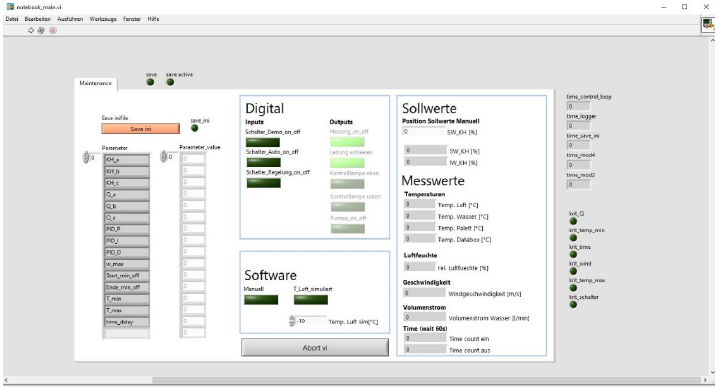 notebook_main.vi
Datei Bearbeiten Ausführen Werkzeuge Fenster Hilfe
Maintenance
save save active
Save inifile
Save ini
save_ini
Parameter Parameter_value
0 0
KH_a 0
KH_b 0
KH_c 0
Q_a 0
Q_b 0
Q_c 0
PID_P 0
PID_I 0
PID_D 0
w_max 0
Start_min_off 0
Ende_min_off 0
T_min 0
T_max 0
time_delay 0
0
Digital
Inputs Outputs
Schalter_Demo_on_off Heizung_on_off
Schalter_Auto_on_off Leitung entleeren
Schalter_Regelung_on_off Kontrolllampe oben
Kontrolllampe unten
Pumpe_on_off
Software
Manuell T_Luft_simuliert
-10 Temp. Luft sim[°C]
Abort vi
Sollwerte
Position Sollwerte Manuell
0 SW_KH [%]
0 SW_KH [%]
0 IW_KH [%]
Messwerte
Temperaturen
0 Temp. Luft [°C]
0 Temp. Wasser [°C]
0 Temp. Palett [°C]
0 Temp. Databox [°C]
Luftfeuchte
0 rel. Luftfeuchte [%]
Geschwindigkeit
0 Windgeschwindigkeit [m/s]
Volumenstrom
0 Volumenstrom Wasser [l/min]
Time (wait 60s)
0 Time count ein
0 Time count aus
time_control_loop
0
time_logger
0
time_save_ini
0
time_mod4
0
time_mod2
0
krit_Q
krit_temp_min
krit_time
krit_wind
krit_temp_max
krit_schalter